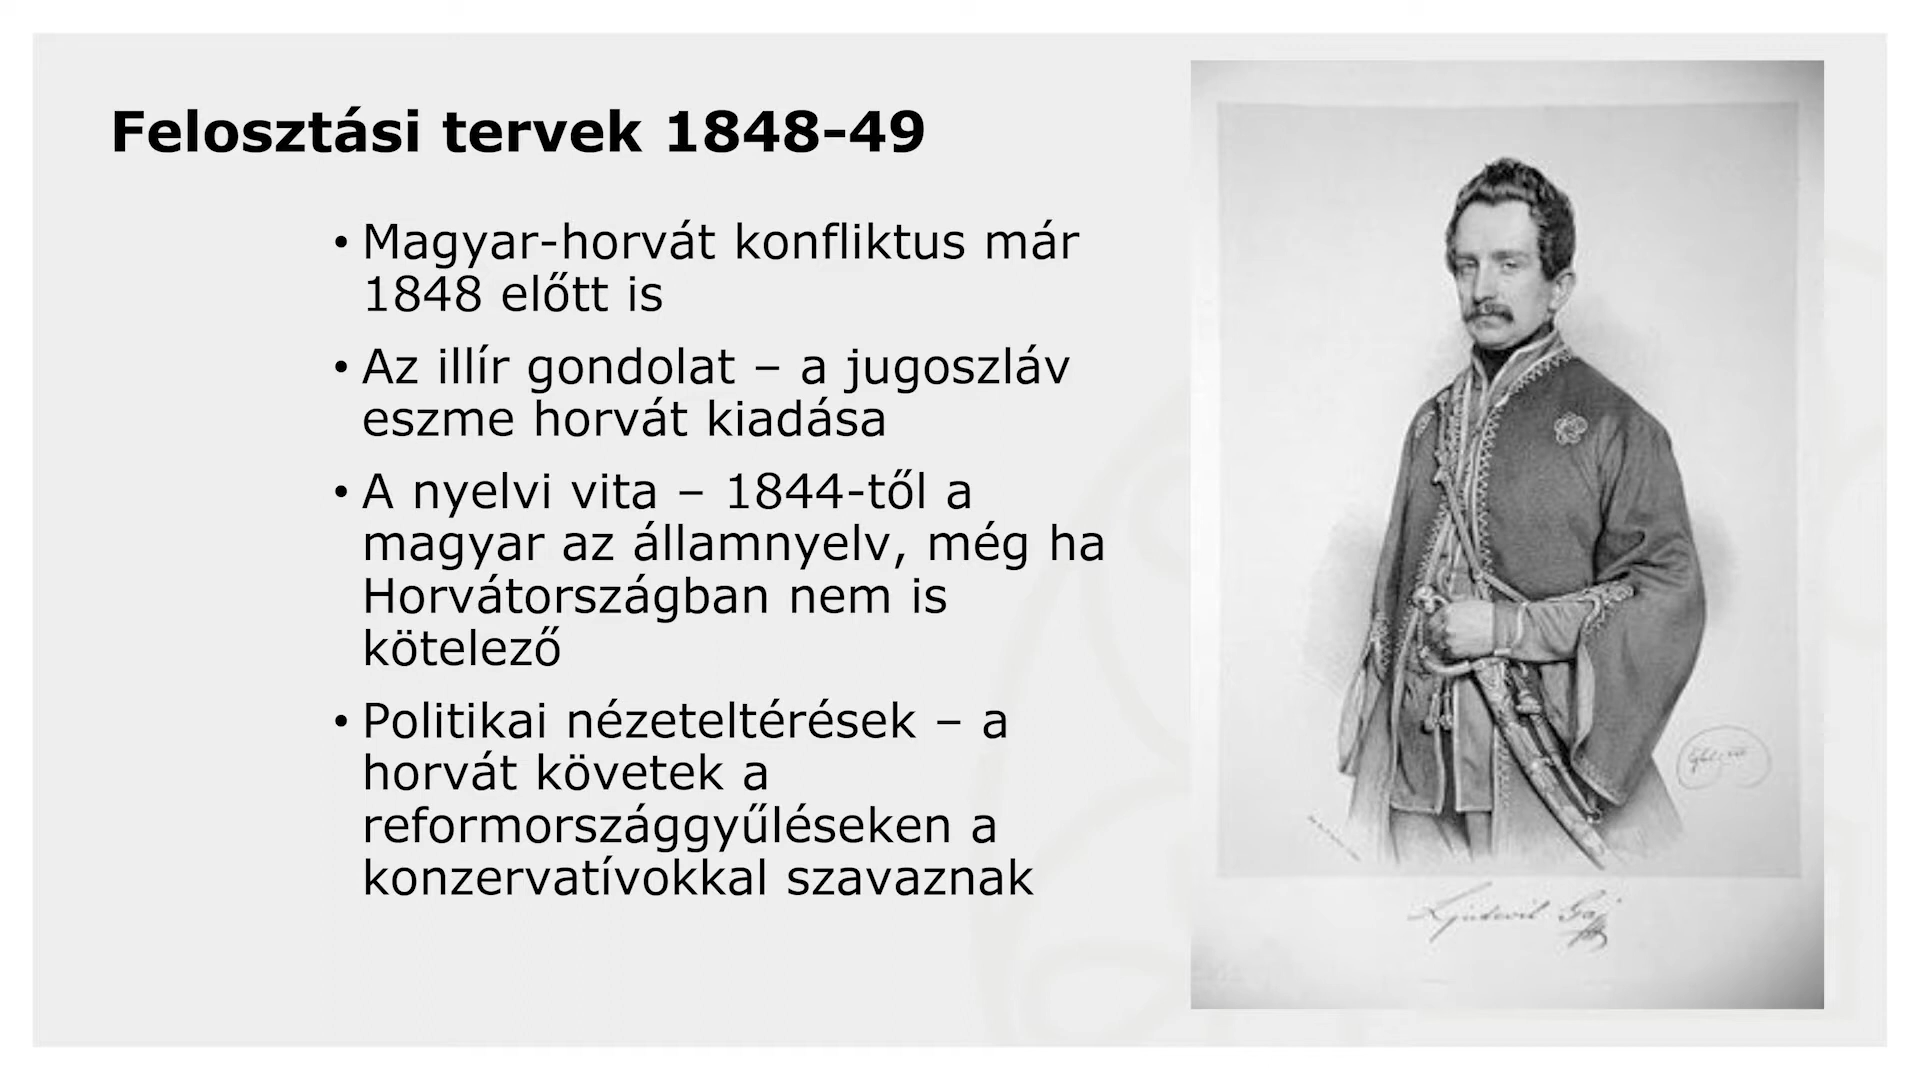 Felosztási tervek 1848-49
• Magyar-horvát konfliktus már
1848 előtt is
• Az illír gondolat – a jugoszláv
eszme horvát kiadása
• A nyelvi vita – 1844-től a
magyar az államnyelv, még ha
Horvátországban nem is
kötelező
• Politikai nézeteltérések – a
horvát követek a
reformországgyűléseken a
konzervatívokkal szavaznak
Ljudevit Gaj